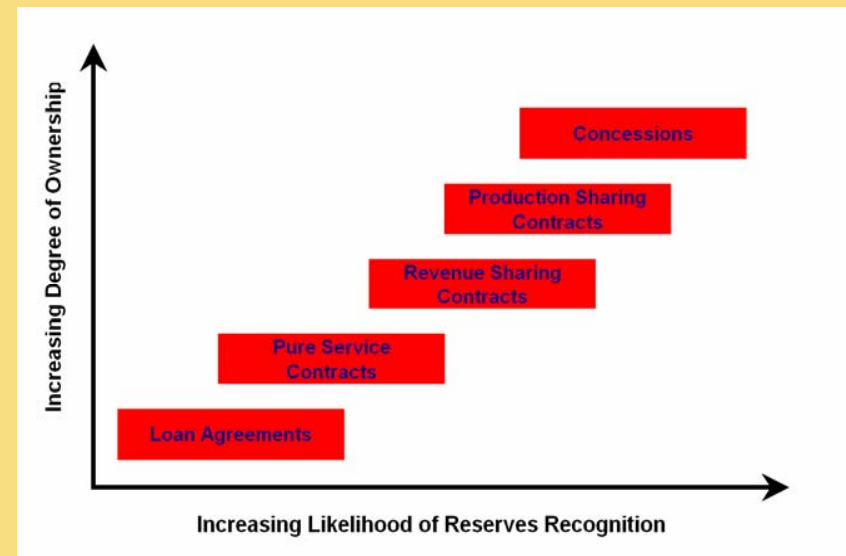 Increasing Degree of Ownership
Concessions
Production Sharing
Contracts
Revenue Sharing
Contracts
Pure Service
Contracts
Loan Agreements
Increasing Likelihood of Reserves Recognition